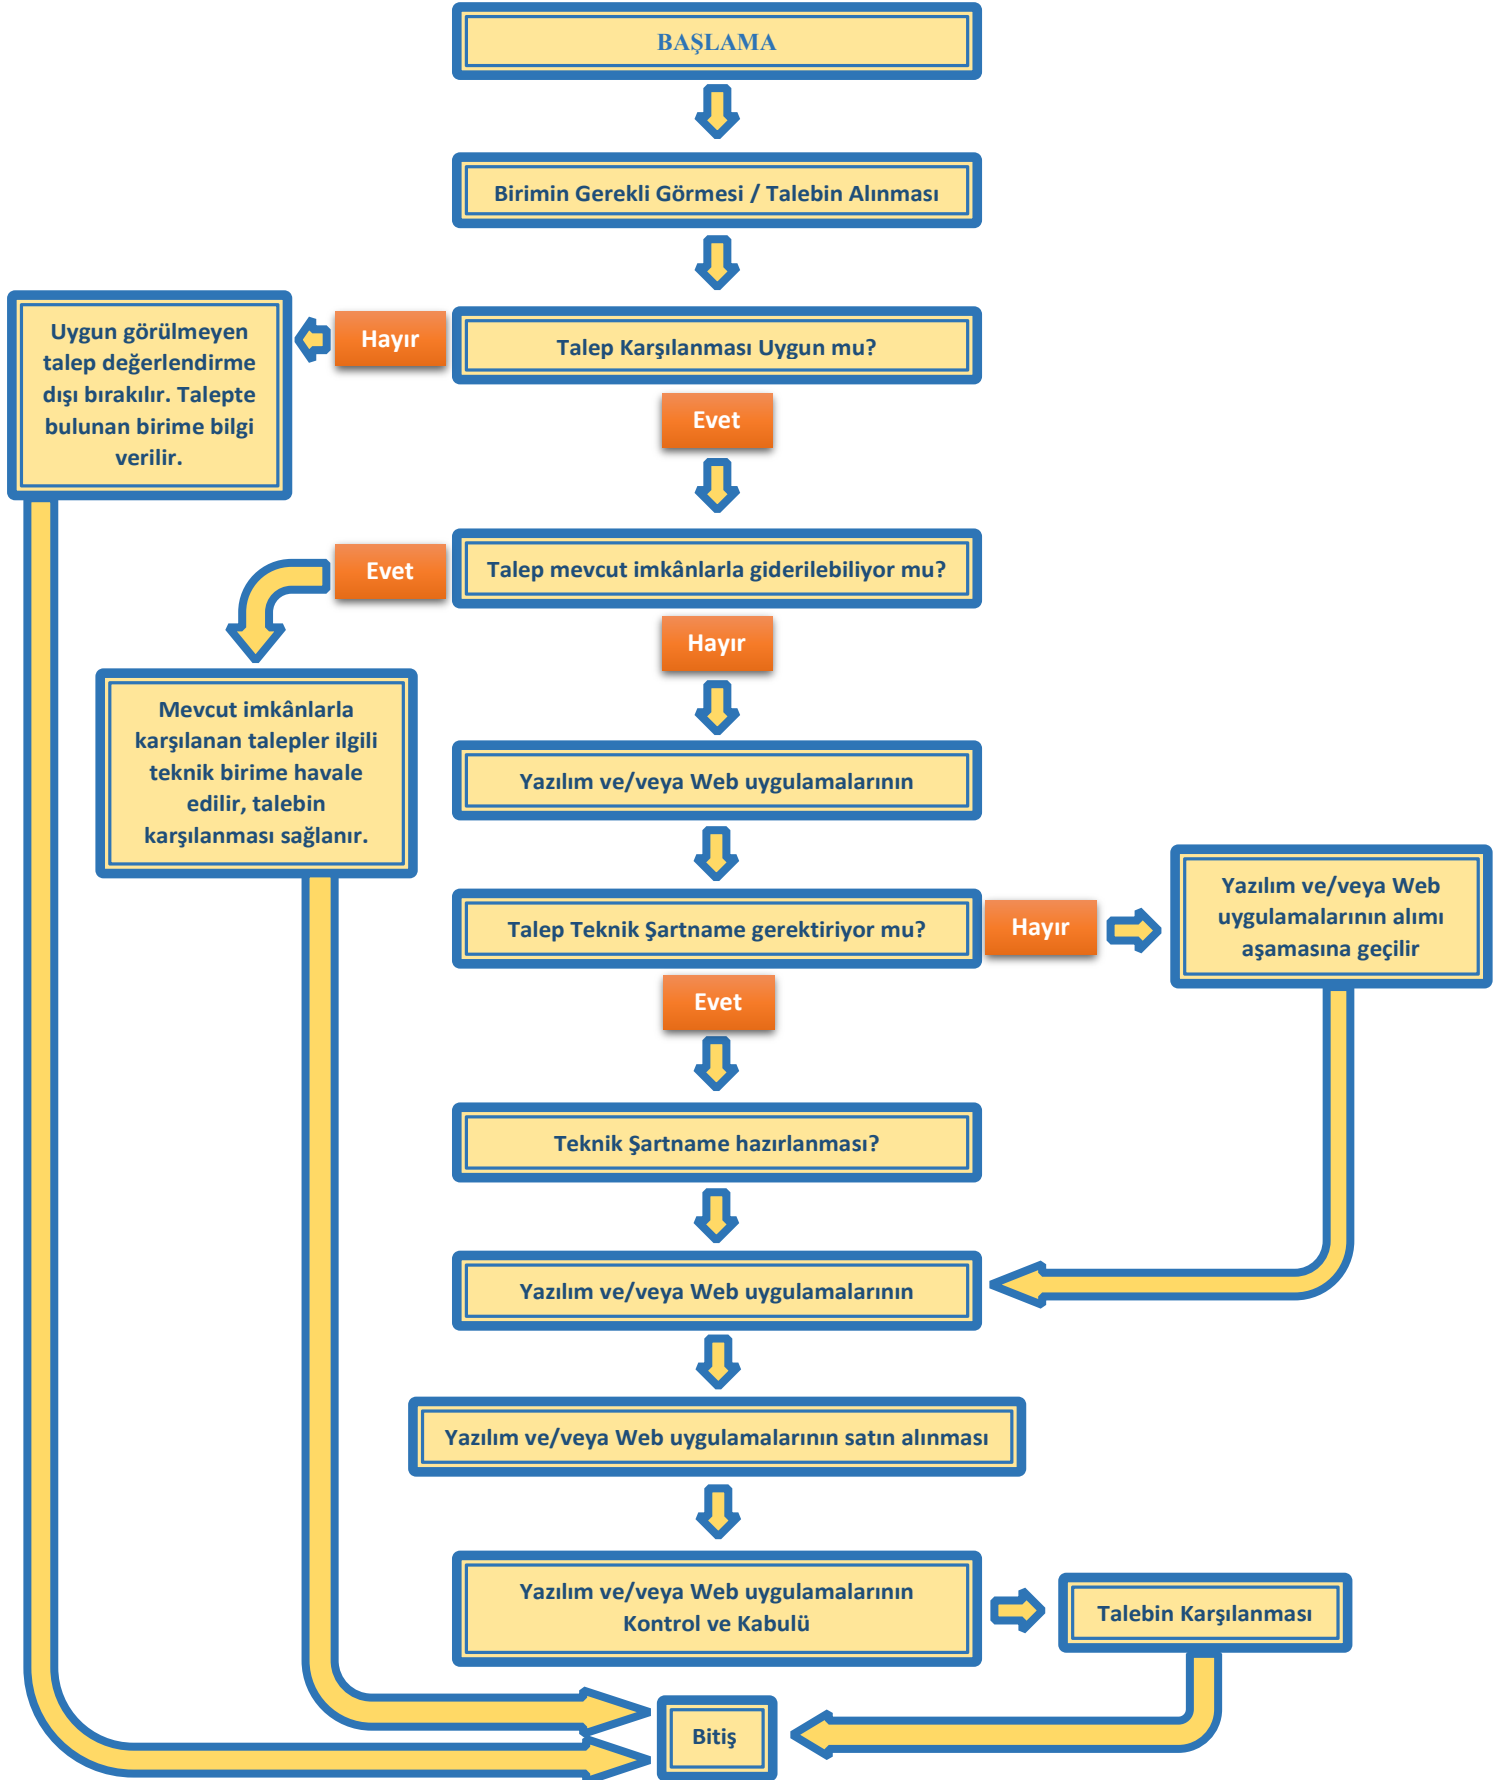 BAŞLAMA
Birimin Gerekli Görmesi / Talebin Alınması
Uygun görülmeyen
talep değerlendirme
dışı bırakılır. Talepte
bulunan birime bilgi
verilir.
Hayır
Talep Karşılanması Uygun mu?
Evet
Evet
Talep mevcut imkânlarla giderilebiliyor mu?
Hayır
Mevcut imkânlarla
karşılanan talepler ilgili
teknik birime havale
edilir, talebin
karşılanması sağlanır.
Yazılım ve/veya Web uygulamalarının
Talep Teknik Şartname gerektiriyor mu?
Hayır
Yazılım ve/veya Web
uygulamalarının alımı
aşamasına geçilir
Evet
Teknik Şartname hazırlanması?
Yazılım ve/veya Web uygulamalarının
Yazılım ve/veya Web uygulamalarının satın alınması
Yazılım ve/veya Web uygulamalarının
Kontrol ve Kabulü
Talebin Karşılanması
Bitiş